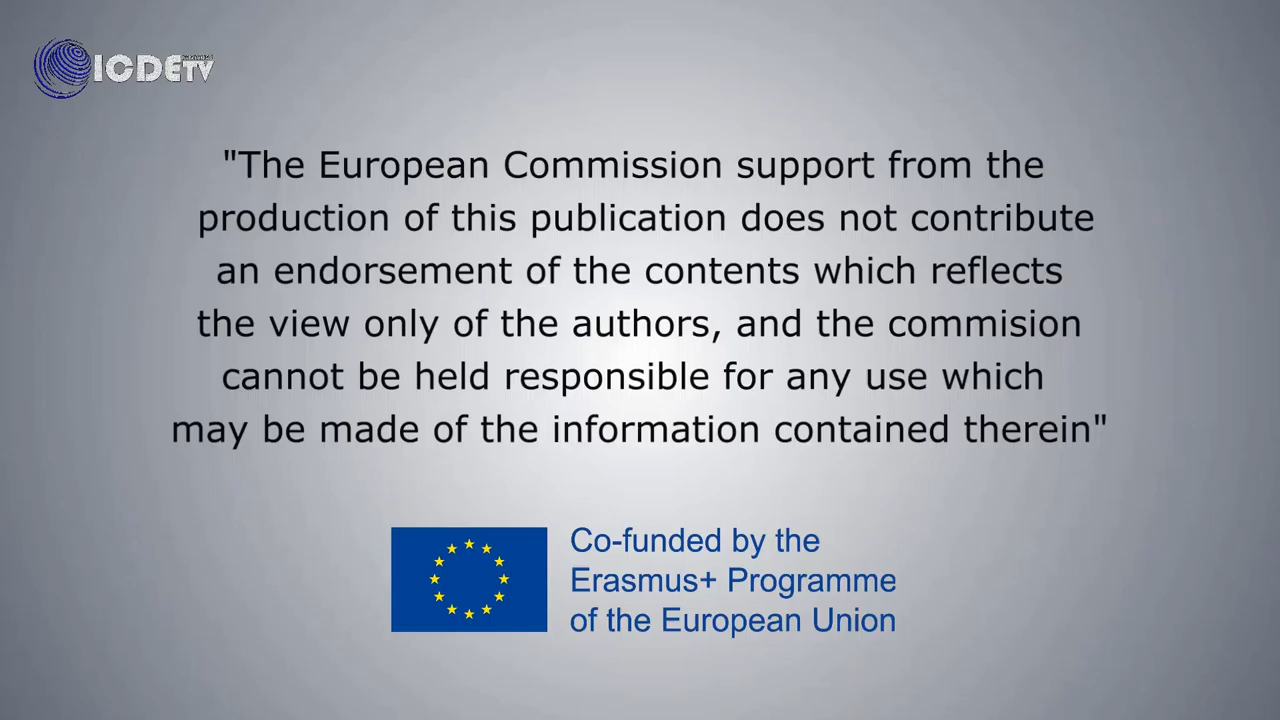 ICDETV
"The European Commission support from the
production of this publication does not contribute
an endorsement of the contents which reflects
the view only of the authors, and the commision
cannot be held responsible for any use which
may be made of the information contained therein"
Co-funded by the
Erasmus+ Programme
of the European Union